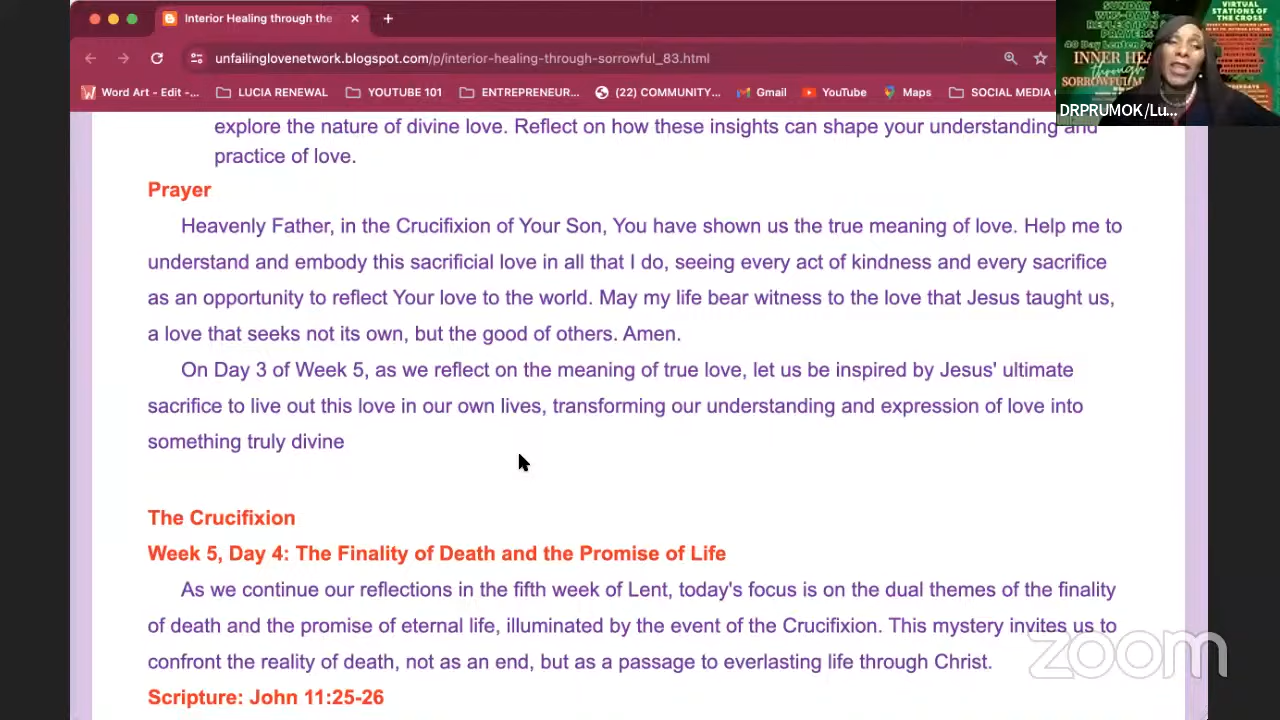 Interior Healing through the
unfailinglovenetwork.blogspot.com/p/interior-healing-through-sorrowful_83.html
Word Art - Edit -... LUCIA RENEWAL YOUTUBE 101 ENTREPRENEUR... (22) COMMUNITY... Gmail YouTube Maps SOCIAL MEDIA
SUNDAY
REFLECTION
PRAYERS
INNER HEA
through
VIRTUAL
STATIONS OF
THE CROSS
DRPRUMOK/Lu...
explore the nature of divine love. Reflect on how these insights can shape your understanding and
practice of love.
Prayer
Heavenly Father, in the Crucifixion of Your Son, You have shown us the true meaning of love. Help me to
understand and embody this sacrificial love in all that I do, seeing every act of kindness and every sacrifice
as an opportunity to reflect Your love to the world. May my life bear witness to the love that Jesus taught us,
a love that seeks not its own, but the good of others. Amen.
On Day 3 of Week 5, as we reflect on the meaning of true love, let us be inspired by Jesus' ultimate
sacrifice to live out this love in our own lives, transforming our understanding and expression of love into
something truly divine
The Crucifixion
Week 5, Day 4: The Finality of Death and the Promise of Life
As we continue our reflections in the fifth week of Lent, today's focus is on the dual themes of the finality
of death and the promise of eternal life, illuminated by the event of the Crucifixion. This mystery invites us to
confront the reality of death, not as an end, but as a passage to everlasting life through Christ.
Scripture: John 11:25-26
zoom